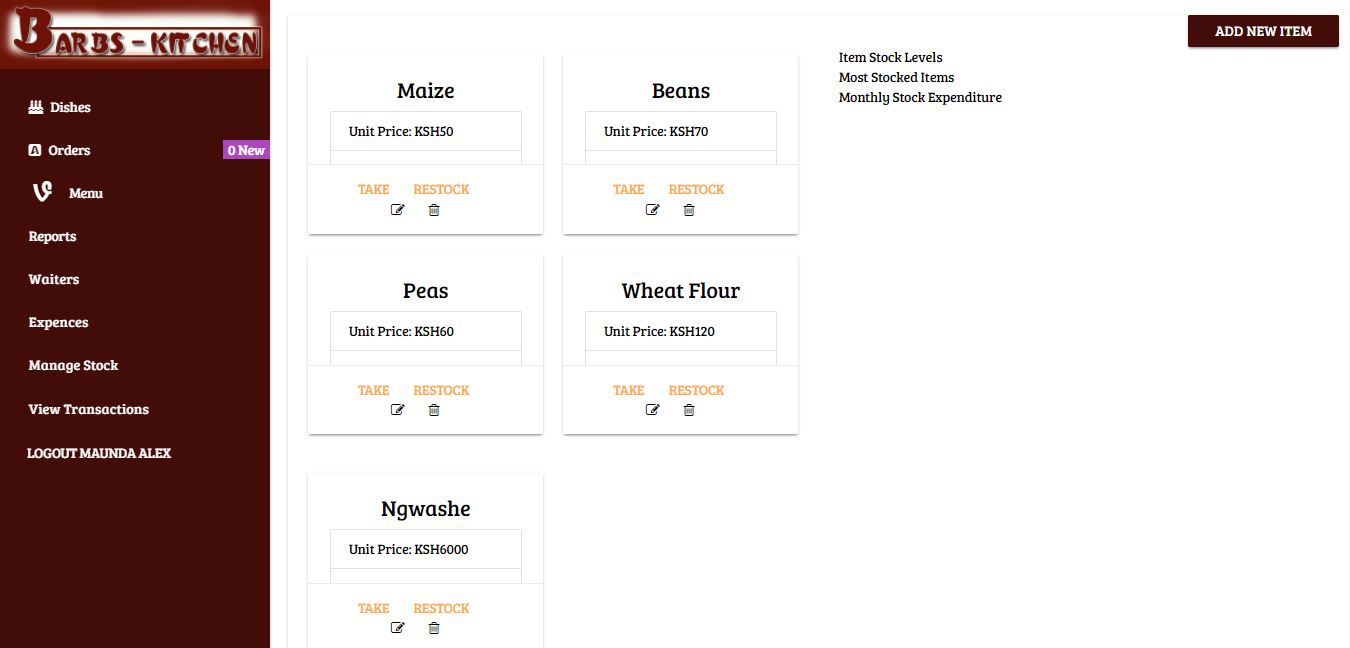 BARBS - KITCHEN
Dishes
Orders
0 New
Menu
Reports
Waiters
Expences
Manage Stock
View Transactions
LOGOUT MAUNDA ALEX
ADD NEW ITEM
Maize
Unit Price: KSH50
TAKE RESTOCK
Beans
Unit Price: KSH70
TAKE RESTOCK
Peas
Unit Price: KSH60
TAKE RESTOCK
Wheat Flour
Unit Price: KSH120
TAKE RESTOCK
Ngwashe
Unit Price: KSH6000
TAKE RESTOCK
Item Stock Levels
Most Stocked Items
Monthly Stock Expenditure